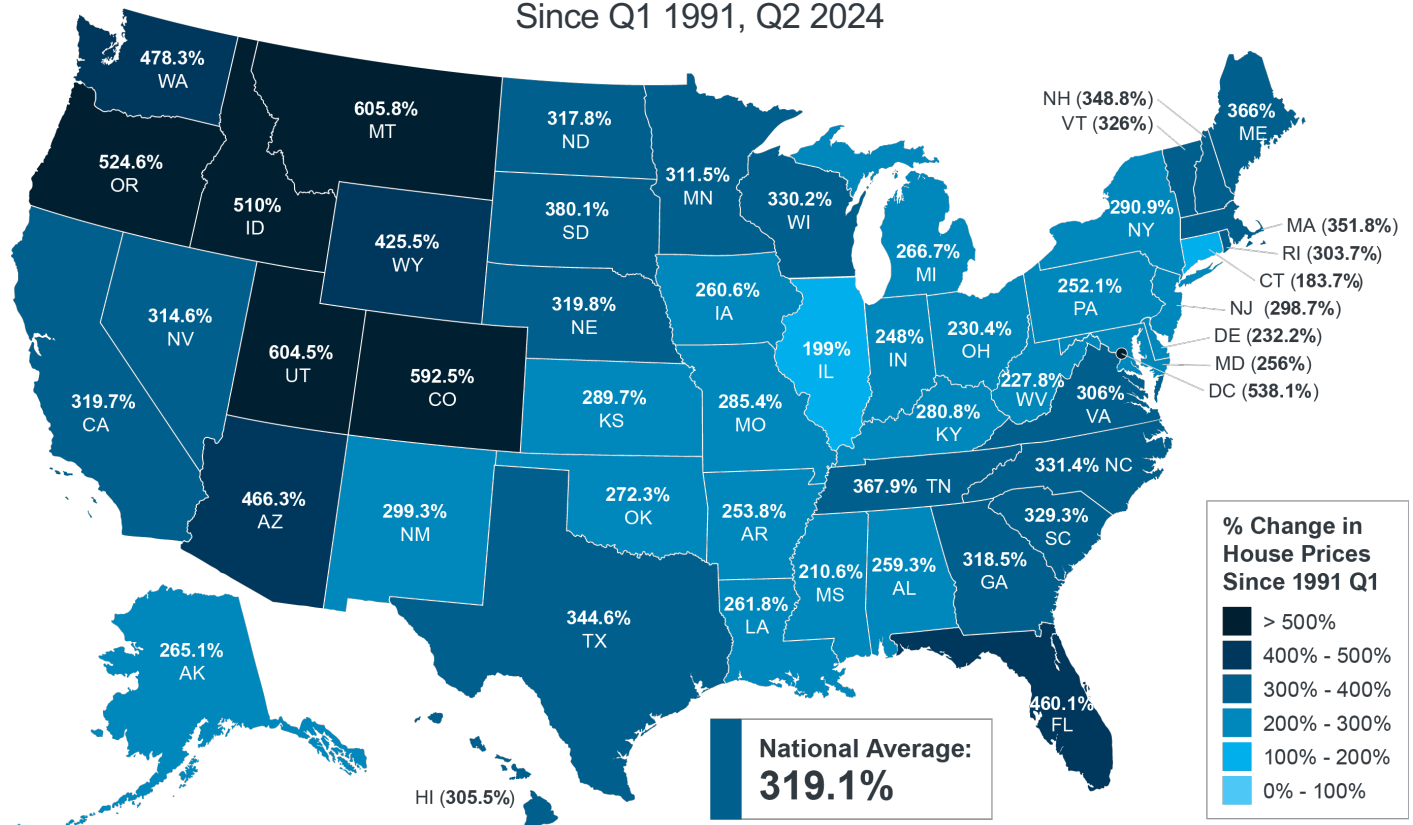 Since Q1 1991, Q2 2024
478.3%
WA
605.8%
MT
317.8%
ND
NH (348.8%)
VT (326%)
366%
ME
524.6%
OR
510%
ID
311.5%
MN
330.2%
WI
380.1%
SD
290.9%
NY
425.5%
WY
266.7%
MI
MA (351.8%)
RI (303.7%)
CT (183.7%)
NJ (298.7%)
DE (232.2%)
MD (256%)
DC (538.1%)
314.6%
NV
319.8%
NE
260.6%
IA
252.1%
PA
604.5%
UT
592.5%
CO
199%
IL
248%
IN
230.4%
OH
227.8%
WV
306%
VA
319.7%
CA
289.7%
KS
285.4%
MO
280.8%
KY
331.4% NC
367.9% TN
466.3%
AZ
299.3%
NM
272.3%
OK
253.8%
AR
329.3%
SC
210.6%
MS
259.3%
AL
318.5%
GA
344.6%
TX
261.8%
LA
265.1%
AK
460.1%
FL
HI (305.5%)
National Average:
319.1%
% Change in
House Prices
Since 1991 Q1
> 500%
400% - 500%
300% - 400%
200% - 300%
100% - 200%
0% - 100%